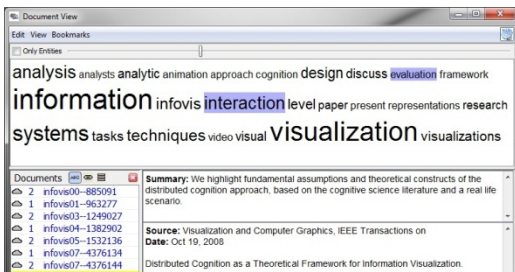 Document View
Edit View Bookmarks
Only Entities
analysis analysts analytic animation approach cognition design discuss evaluation framework
information infovis interaction level paper present representations research
systems tasks techniques video visual visualization visualizations
Documents
2 infovis00--885091
1 infovis01--963277
2 infovis03--1249027
1 infovis04--1382902
2 infovis05--1532136
1 infovis07--4376134
2 infovis07--4376144
Summary: We highlight fundamental assumptions and theoretical constructs of the
distributed cognition approach, based on the cognitive science literature and a real life
scenario.
Source: Visualization and Computer Graphics, IEEE Transactions on
Date: Oct 19, 2008
Distributed Cognition as a Theoretical Framework for Information Visualization.